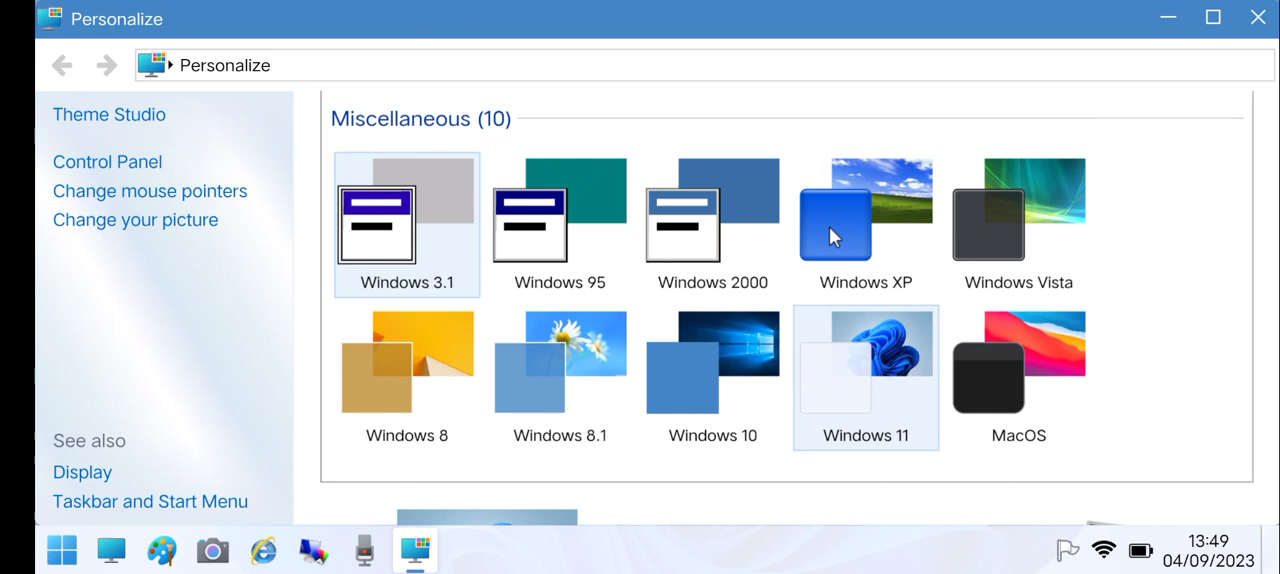 Personalize
Personalize
Theme Studio
Control Panel
Change mouse pointers
Change your picture
See also
Display
Taskbar and Start Menu
Miscellaneous (10)
Windows 3.1
Windows 95
Windows 2000
Windows XP
Windows Vista
Windows 8
Windows 8.1
Windows 10
Windows 11
MacOS
13:49
04/09/2023